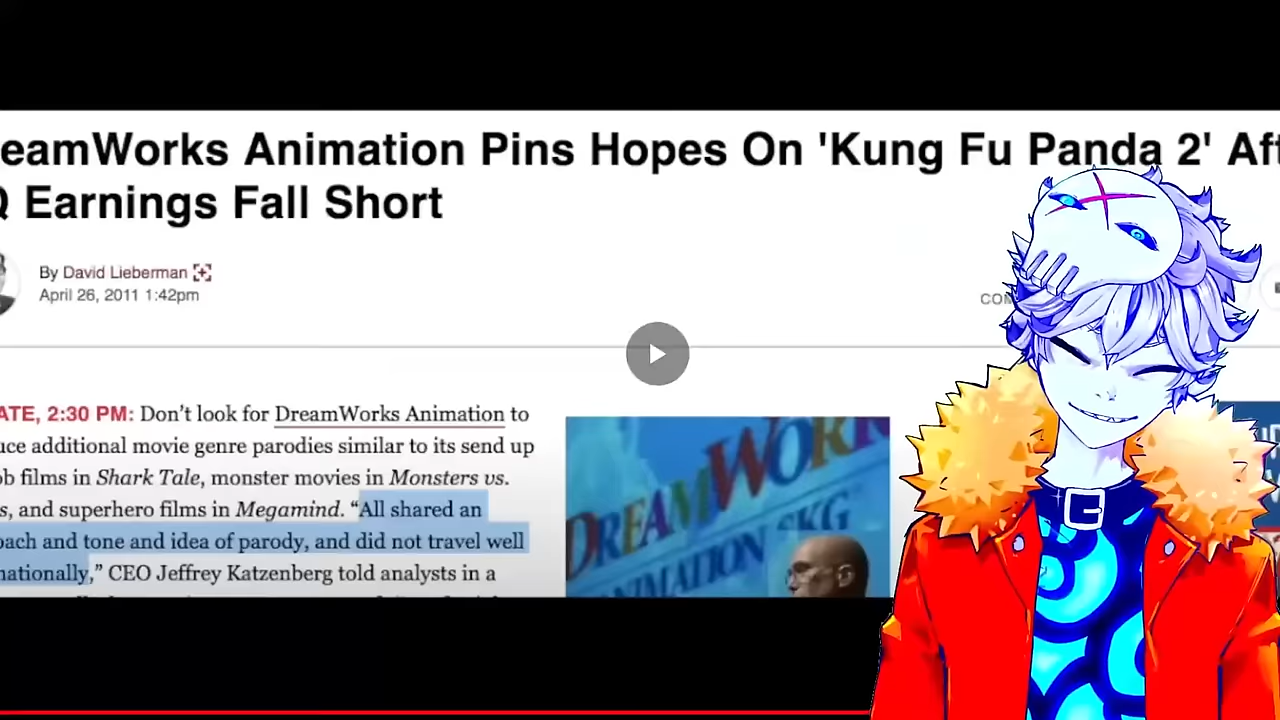 eamWorks Animation Pins Hopes On 'Kung Fu Panda 2' Aft
Q Earnings Fall Short
By David Lieberman
April 26, 2011 1:42pm
COM
ATE, 2:30 PM: Don't look for DreamWorks Animation to
uce additional movie genre parodies similar to its send up
ob films in Shark Tale, monster movies in Monsters vs.
s, and superhero films in Megamind. “All shared an
oach and tone and idea of parody, and did not travel well
nationally,” CEO Jeffrey Katzenberg told analysts in a
DREAMWORK
SKG
ANIMATION